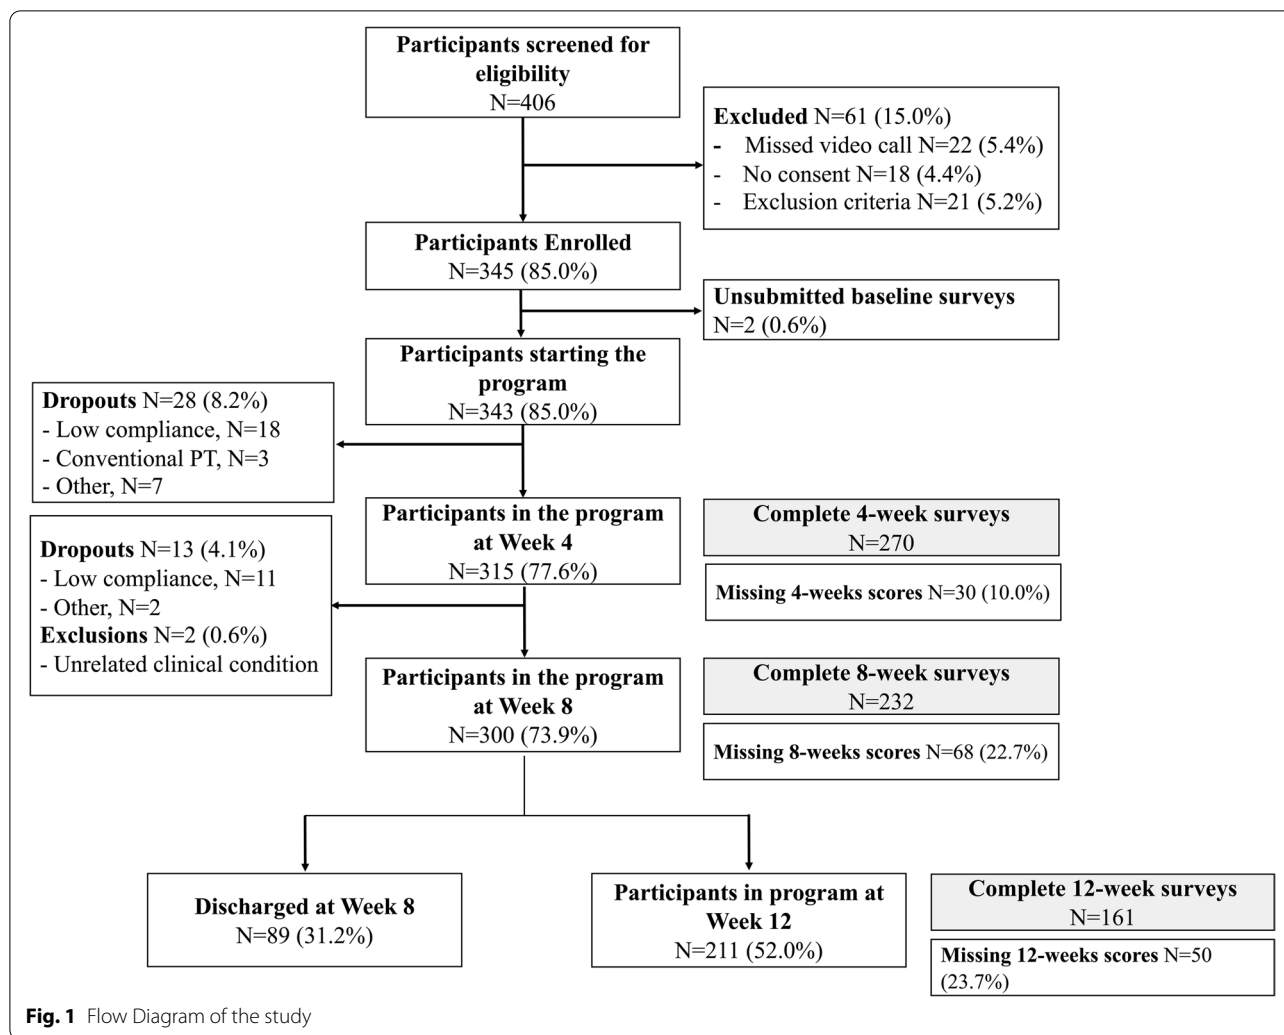 Participants screened for
eligibility
N=406
Excluded N=61 (15.0%)
- Missed video call N=22 (5.4%)
- No consent N=18 (4.4%)
- Exclusion criteria N=21 (5.2%)
Participants Enrolled
N=345 (85.0%)
Unsubmitted baseline surveys
N=2 (0.6%)
Participants starting the
program
N=343 (85.0%)
Dropouts N=28 (8.2%)
- Low compliance, N=18
- Conventional PT, N=3
- Other, N=7
Participants in the program
at Week 4
N=315 (77.6%)
Complete 4-week surveys
N=270
Missing 4-weeks scores N=30 (10.0%)
Dropouts N=13 (4.1%)
- Low compliance, N=11
- Other, N=2
Exclusions N=2 (0.6%)
- Unrelated clinical condition
Participants in the program
at Week 8
N=300 (73.9%)
Complete 8-week surveys
N=232
Missing 8-weeks scores N=68 (22.7%)
Discharged at Week 8
N=89 (31.2%)
Participants in program at
Week 12
N=211 (52.0%)
Complete 12-week surveys
N=161
Missing 12-weeks scores N=50
(23.7%)
Fig. 1 Flow Diagram of the study